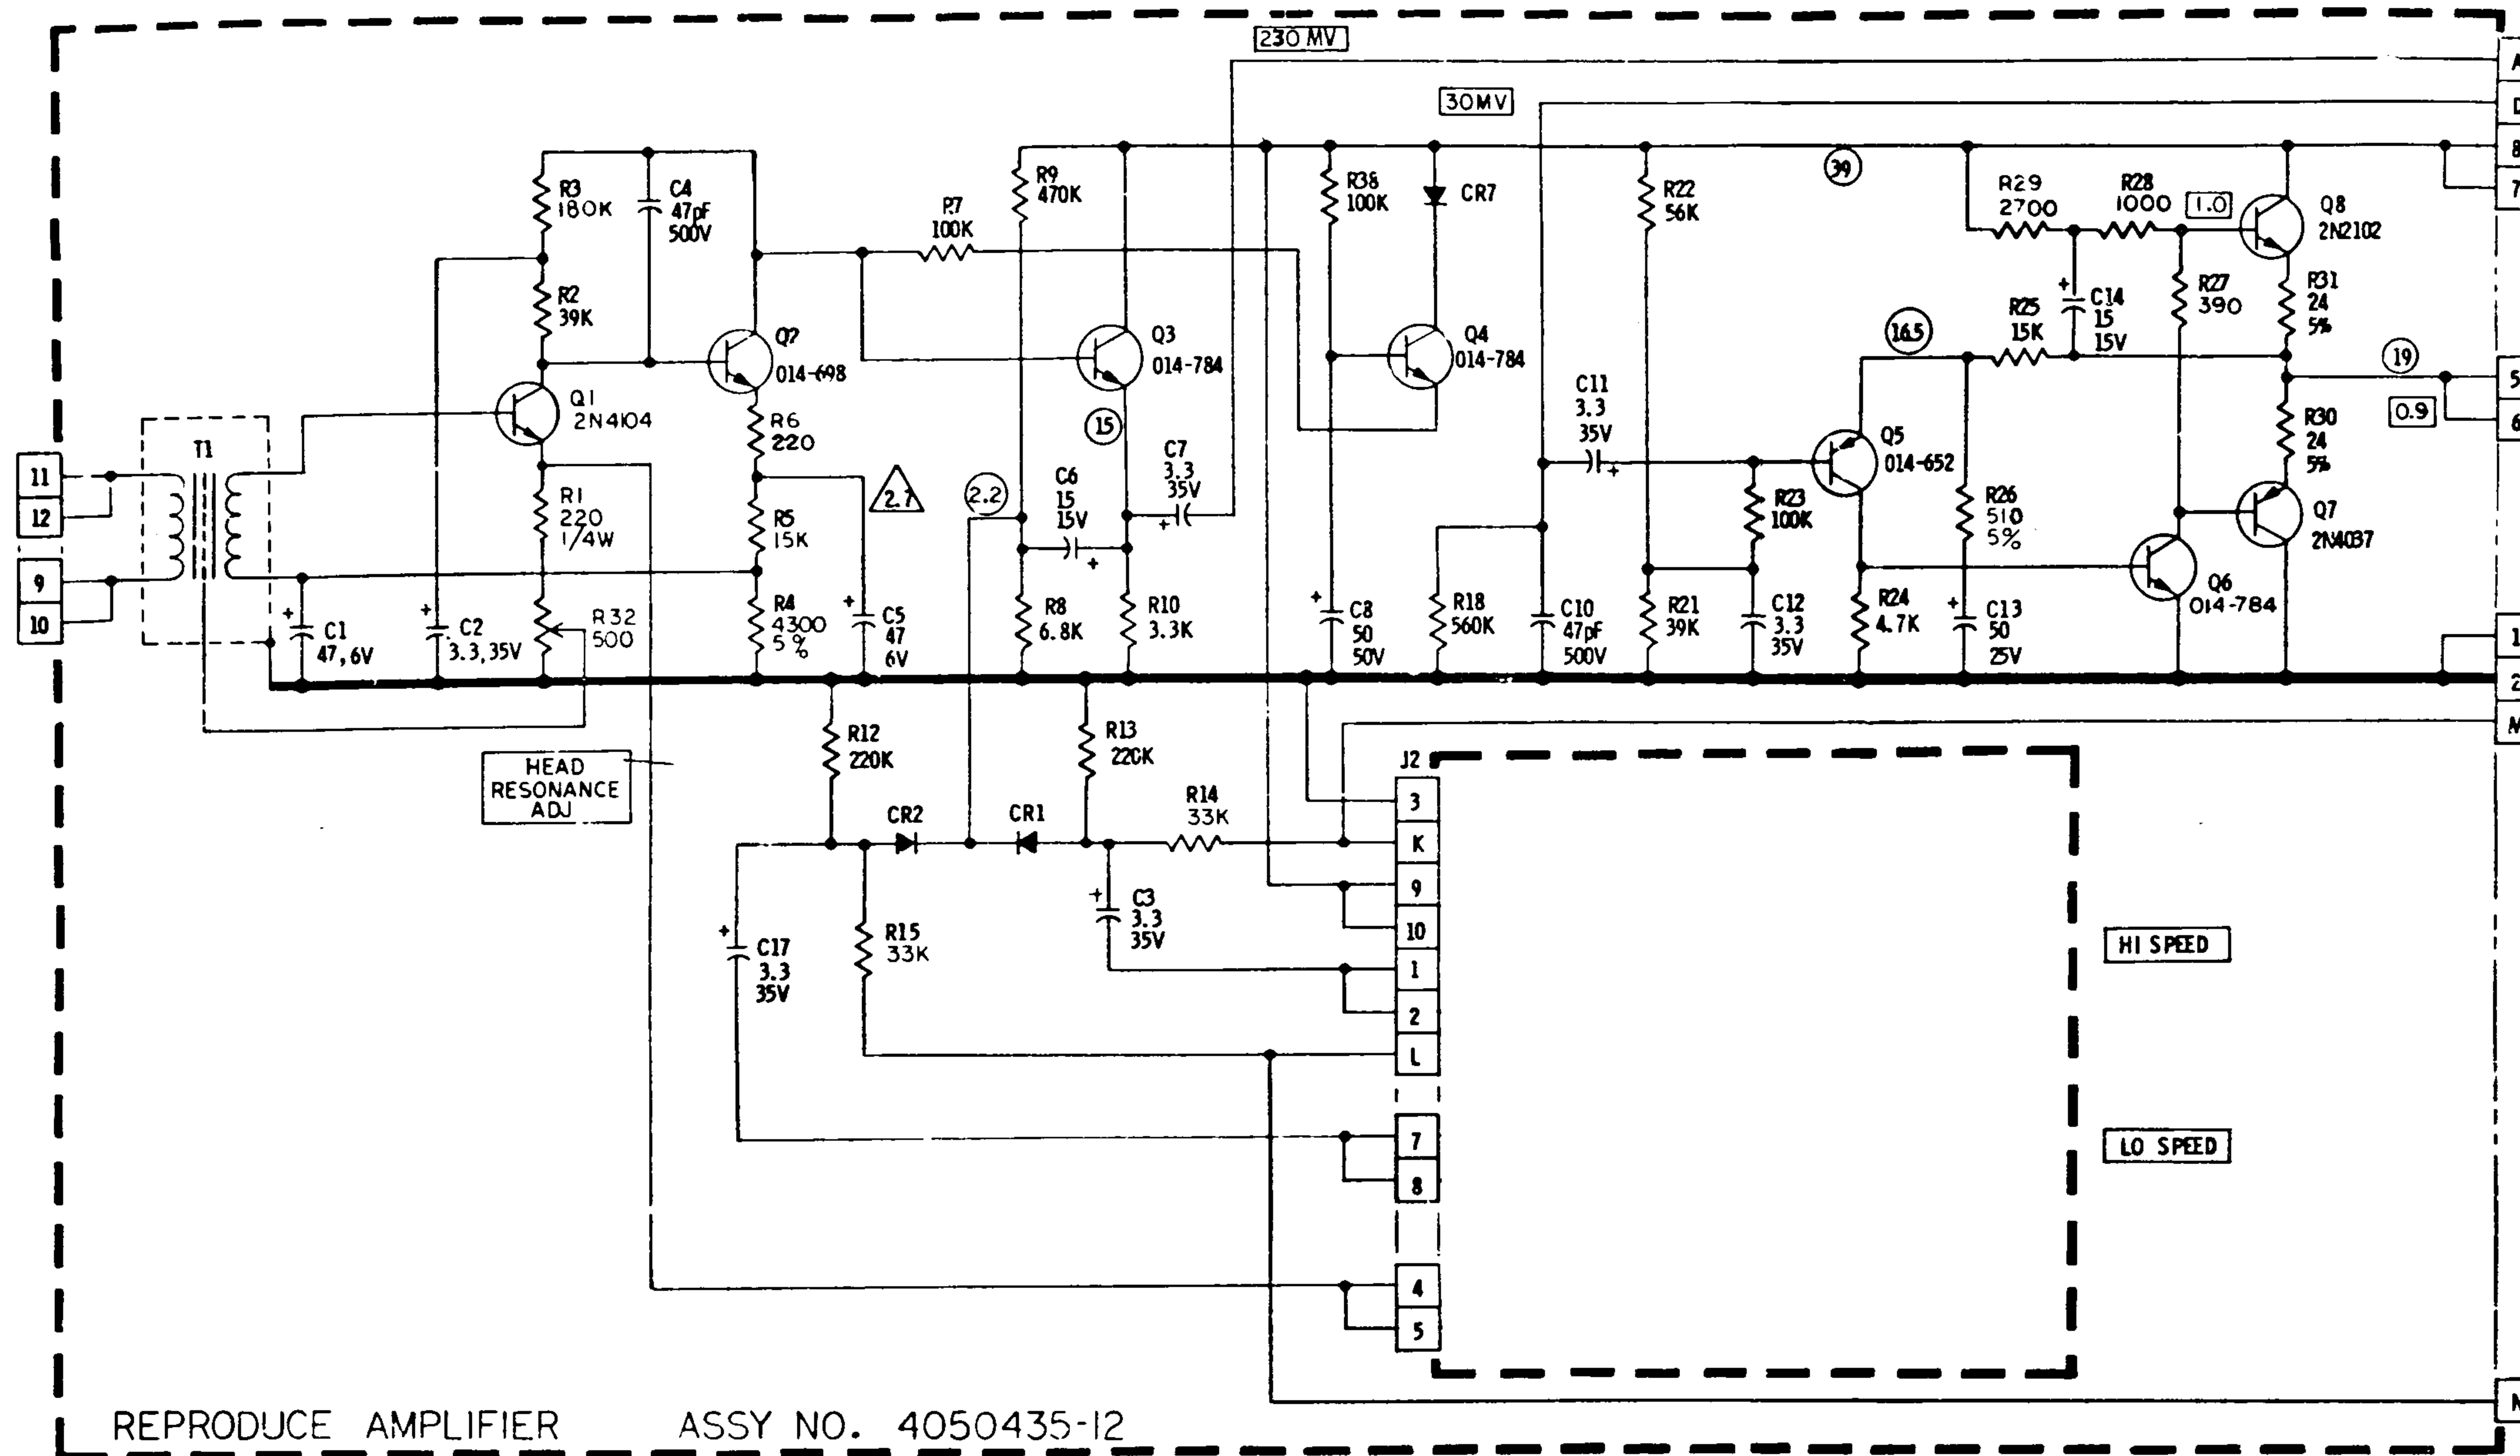 230 MV
30MV
A
8
7
39
R3
180K
C4
47pF
500V
R7
100K
R9
470K
R38
100K
CR7
R22
56K
R29
2700
R28
1000
1.0
Q8
2N2102
R2
39K
Q2
014-698
Q3
014-784
Q4
014-784
16.5
R25
15K
C14
15
15V
R27
390
R31
24
5%
19
5
0.9
6
Q1
2N4104
R6
220
15
C7
3.3
35V
C11
3.3
35V
Q5
014-652
R30
24
5%
T1
11
12
9
10
R1
220
1/4W
R5
15K
2.7
2.2
C6
15
15V
R23
100K
R26
510
5%
Q7
2N4037
Q6
014-784
C1
47,6V
C2
3.3,35V
R32
500
R4
4300
5%
C5
47
6V
R8
6.8K
R10
3.3K
C8
50
50V
R18
560K
C10
47pF
500V
R21
39K
C12
3.3
35V
R24
4.7K
C13
50
25V
1
2
M
HEAD
RESONANCE
ADJ
R12
220K
R13
220K
J2
CR2
CR1
R14
33K
3
K
9
10
1
2
L
7
8
4
5
C17
3.3
35V
R15
33K
C3
3.3
35V
HI SPEED
LO SPEED
N
REPRODUCE AMPLIFIER ASSY NO. 4050435-12